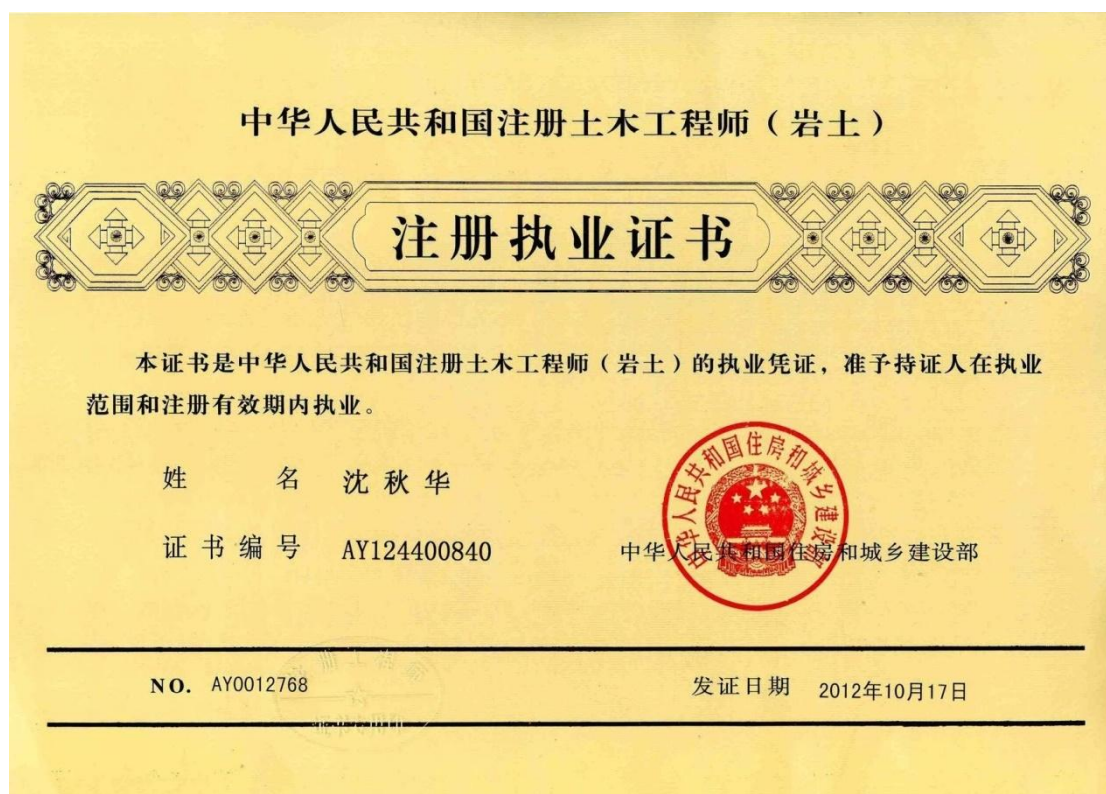 中华人民共和国注册土木工程师（岩土）
注册执业证书
本证书是中华人民共和国注册土木工程师（岩土）的执业凭证，准予持证人在执业
范围和注册有效期内执业。
姓 名 沈秋华
证书编号 AY124400840
中华人民共和国住房和城乡建设部
中华人民共和国住房和城乡建设部
NO. AY0012768
发证日期 2012年10月17日